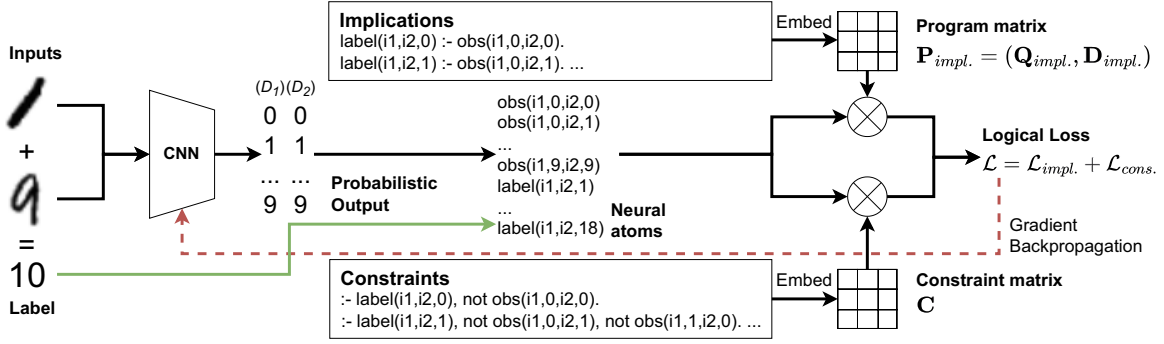 Inputs
1
+
9
=
10
Label
CNN
(D1)(D2)
0 0
1 1
... ...
9 9
Probabilistic
Output
Implications
label(i1,i2,0) :- obs(i1,0,i2,0).
label(i1,i2,1) :- obs(i1,0,i2,1). ...
obs(i1,0,i2,0)
obs(i1,0,i2,1)
...
obs(i1,9,i2,9)
label(i1,i2,1)
...
label(i1,i2,18)
Neural
atoms
Constraints
:- label(i1,i2,0), not obs(i1,0,i2,0).
:- label(i1,i2,1), not obs(i1,0,i2,1), not obs(i1,1,i2,0). ...
Embed
Program matrix
P_impl. = (Q_impl., D_impl.)
Logical Loss
L = L_impl. + L_cons.
Gradient
Backpropagation
Embed
Constraint matrix
C